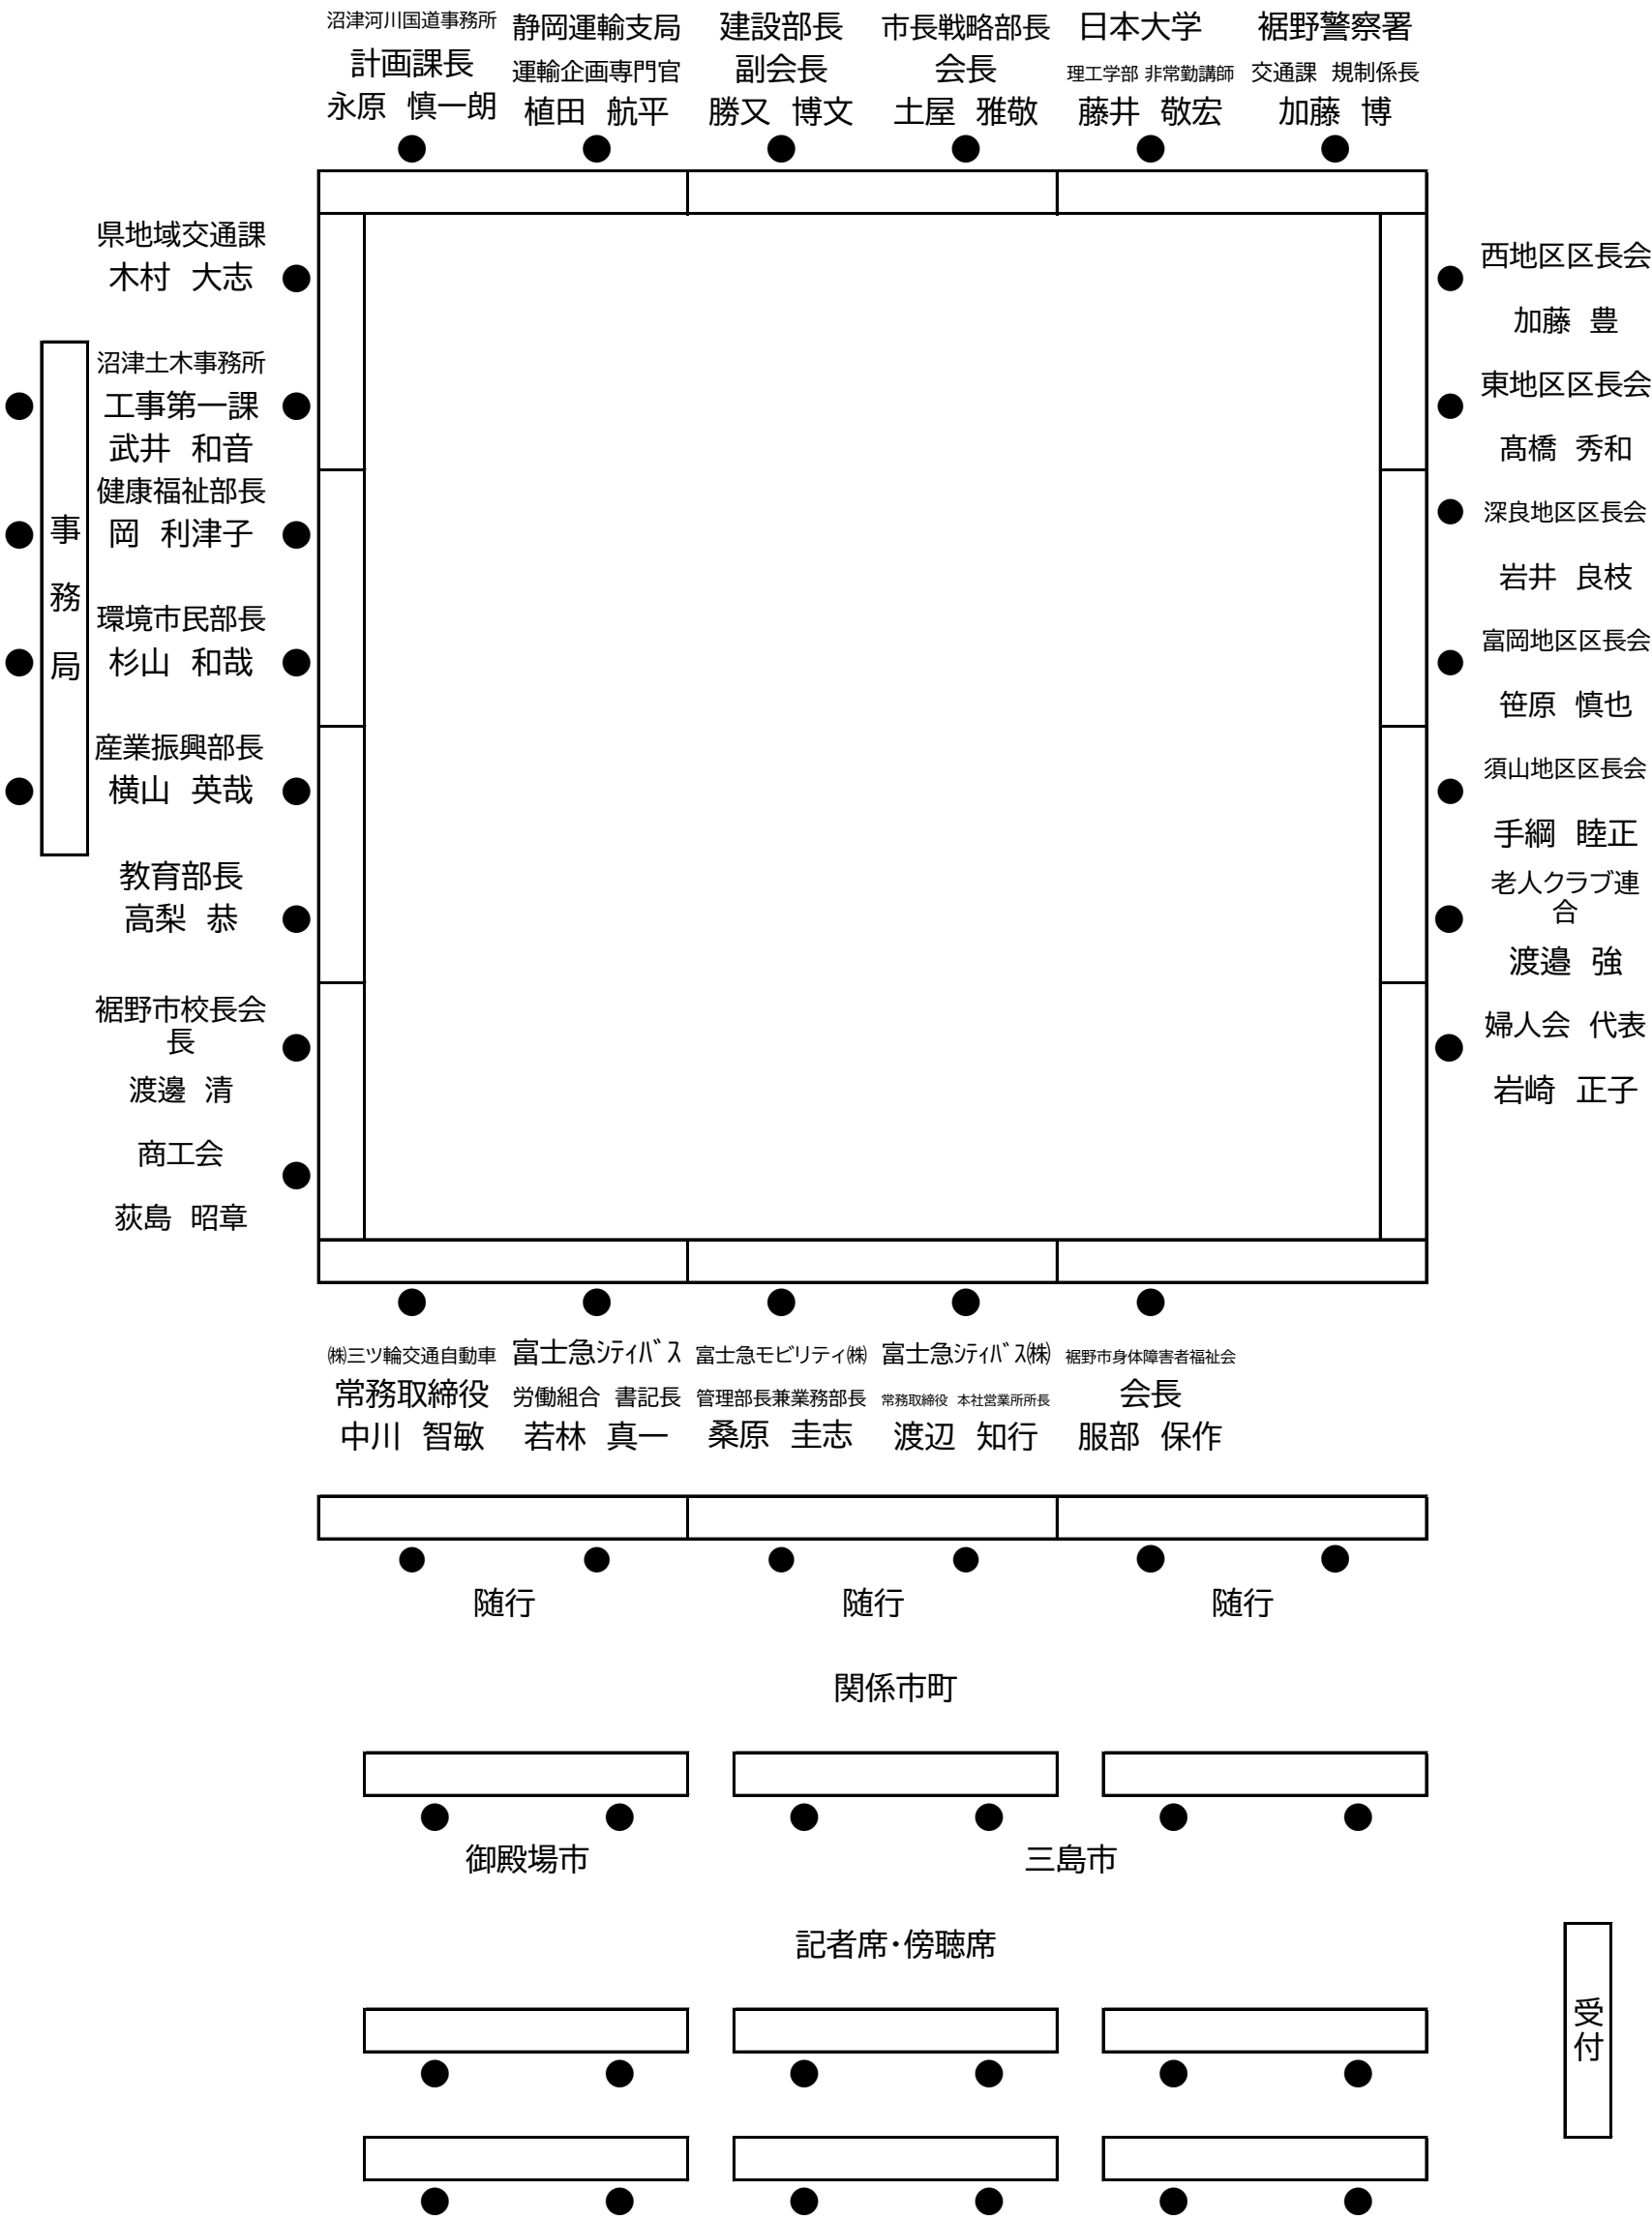 沼津河川国道事務所
計画課長
永原 慎一朗
静岡運輸支局
運輸企画専門官
植田 航平
建設部長
副会長
勝又 博文
市長戦略部長
会長
土屋 雅敬
日本大学
理工学部 非常勤講師
藤井 敬宏
裾野警察署
交通課 規制係長
加藤 博
県地域交通課
木村 大志
沼津土木事務所
工事第一課
武井 和音
健康福祉部長
岡 利津子
環境市民部長
杉山 和哉
産業振興部長
横山 英哉
教育部長
高梨 恭
裾野市校長会
長
渡邊 清
商工会
荻島 昭章
事
務
局
西地区区長会
加藤 豊
東地区区長会
髙橋 秀和
深良地区区長会
岩井 良枝
富岡地区区長会
笹原 慎也
須山地区区長会
手綱 睦正
老人クラブ連
合
渡邉 強
婦人会 代表
岩崎 正子
㈱三ツ輪交通自動車
常務取締役
中川 智敏
富士急ｼﾃｨﾊﾞｽ
労働組合 書記長
若林 真一
富士急モビリティ㈱
管理部長兼業務部長
桑原 圭志
富士急ｼﾃｨﾊﾞｽ㈱
常務取締役 本社営業所所長
渡辺 知行
裾野市身体障害者福祉会
会長
服部 保作
随行
随行
随行
関係市町
御殿場市
三島市
記者席･傍聴席
受
付